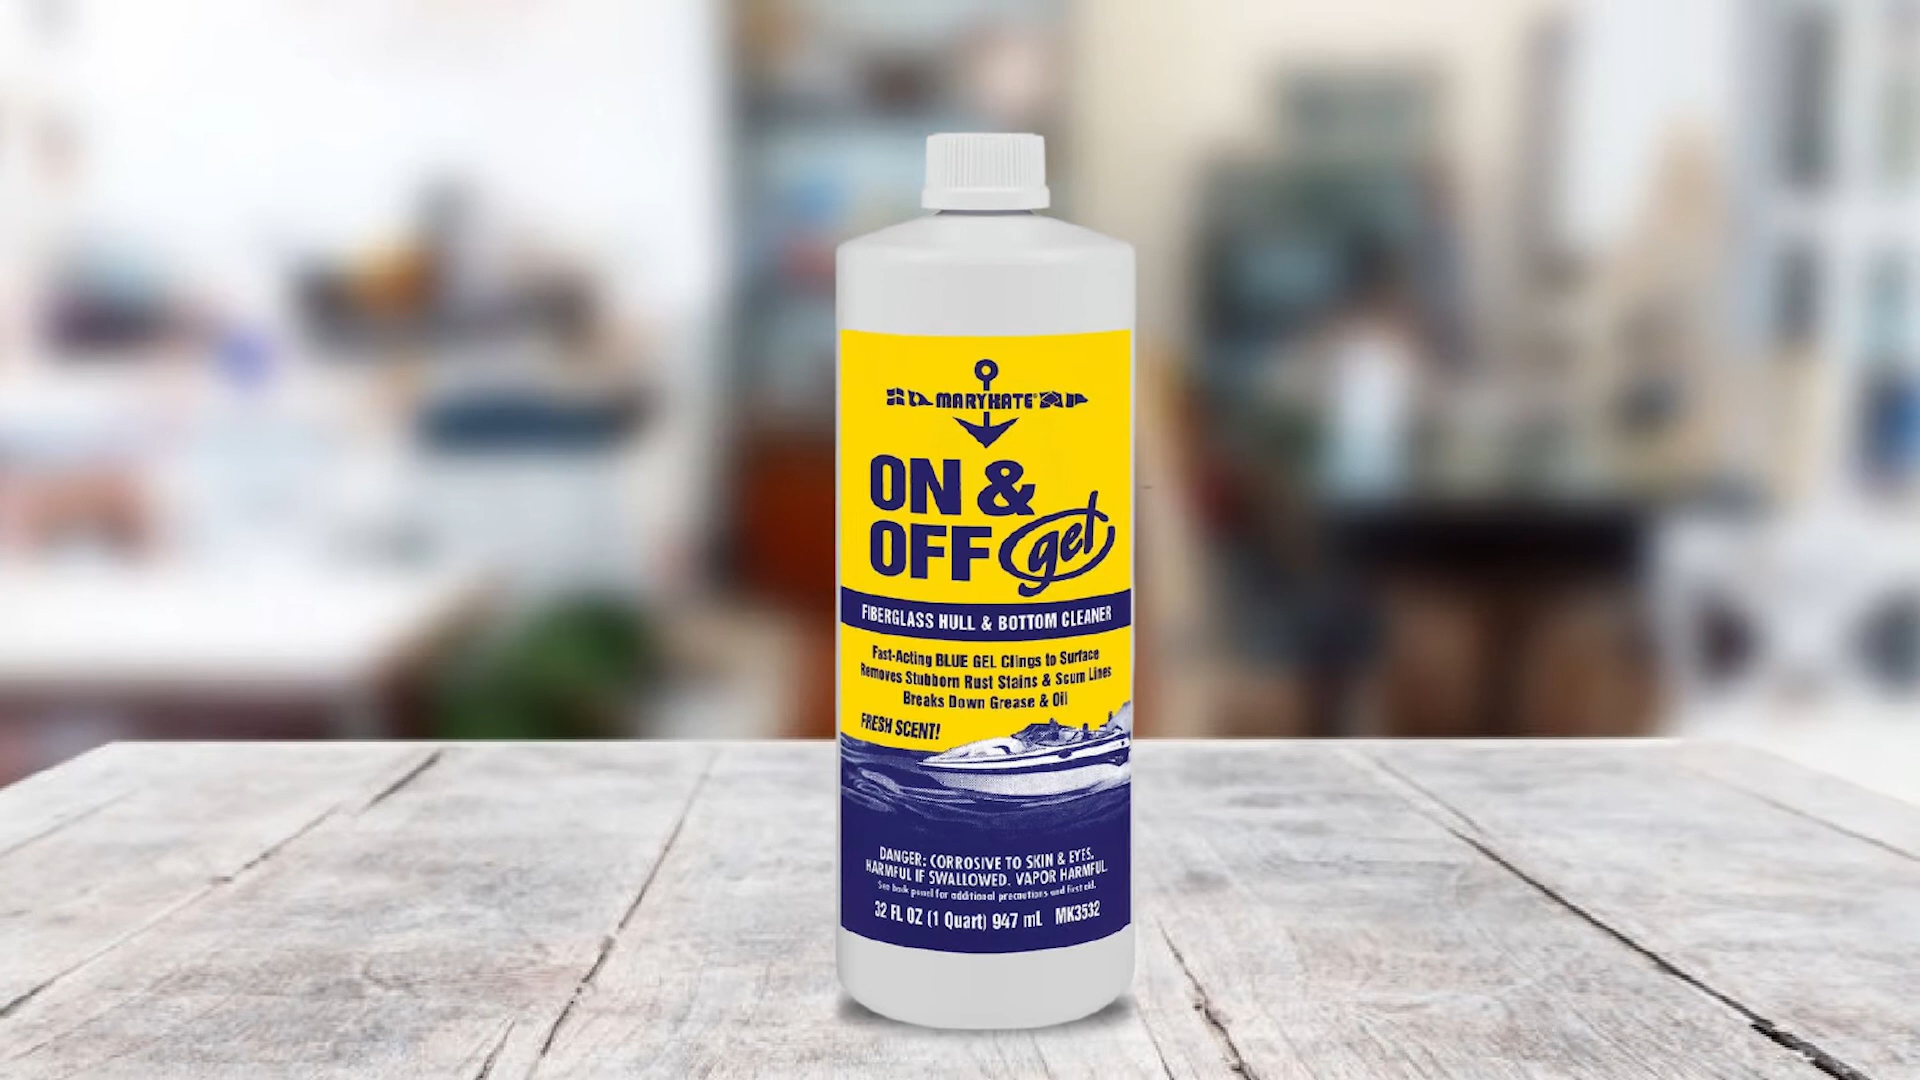 MARYKATE®
ON &
OFF gel
FIBERGLASS HULL & BOTTOM CLEANER
Fast-Acting BLUE GEL Clings to Surface
Removes Stubborn Rust Stains & Scum Lines
Breaks Down Grease & Oil
FRESH SCENT!
DANGER: CORROSIVE TO SKIN & EYES.
HARMFUL IF SWALLOWED. VAPOR HARMFUL.
See back panel for additional precautions and first aid.
32 FL OZ (1 Quart) 947 mL MK3532